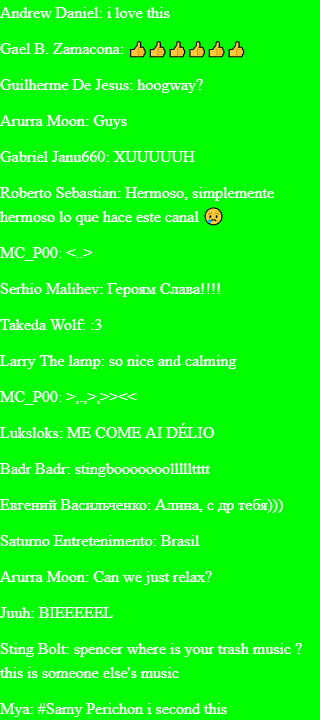 Andrew Daniel: i love this
Gael B. Zamacona: 👍👍👍👍👍👍
Guilherme De Jesus: hoogway?
Arurra Moon: Guys
Gabriel Janu660: XUUUUUH
Roberto Sebastian: Hermoso, simplemente
hermoso lo que hace este canal 😢
MC_P00: <..>
Serhio Malihev: Героям Слава!!!!
Takeda Wolf: :3
Larry The lamp: so nice and calming
MC_P00: >,.,>,>><<
Luksloks: ME COME AI DÉLIO
Badr Badr: stingbooooooolllllltttt
Евгений Васильченко: Алина, с др тебя)))
Saturno Entretenimento: Brasil
Arurra Moon: Can we just relax?
Juuh: BIEEEEEL
Sting Bolt: spencer where is your trash music ?
this is someone else's music
Mya: #Samy Perichon i second this